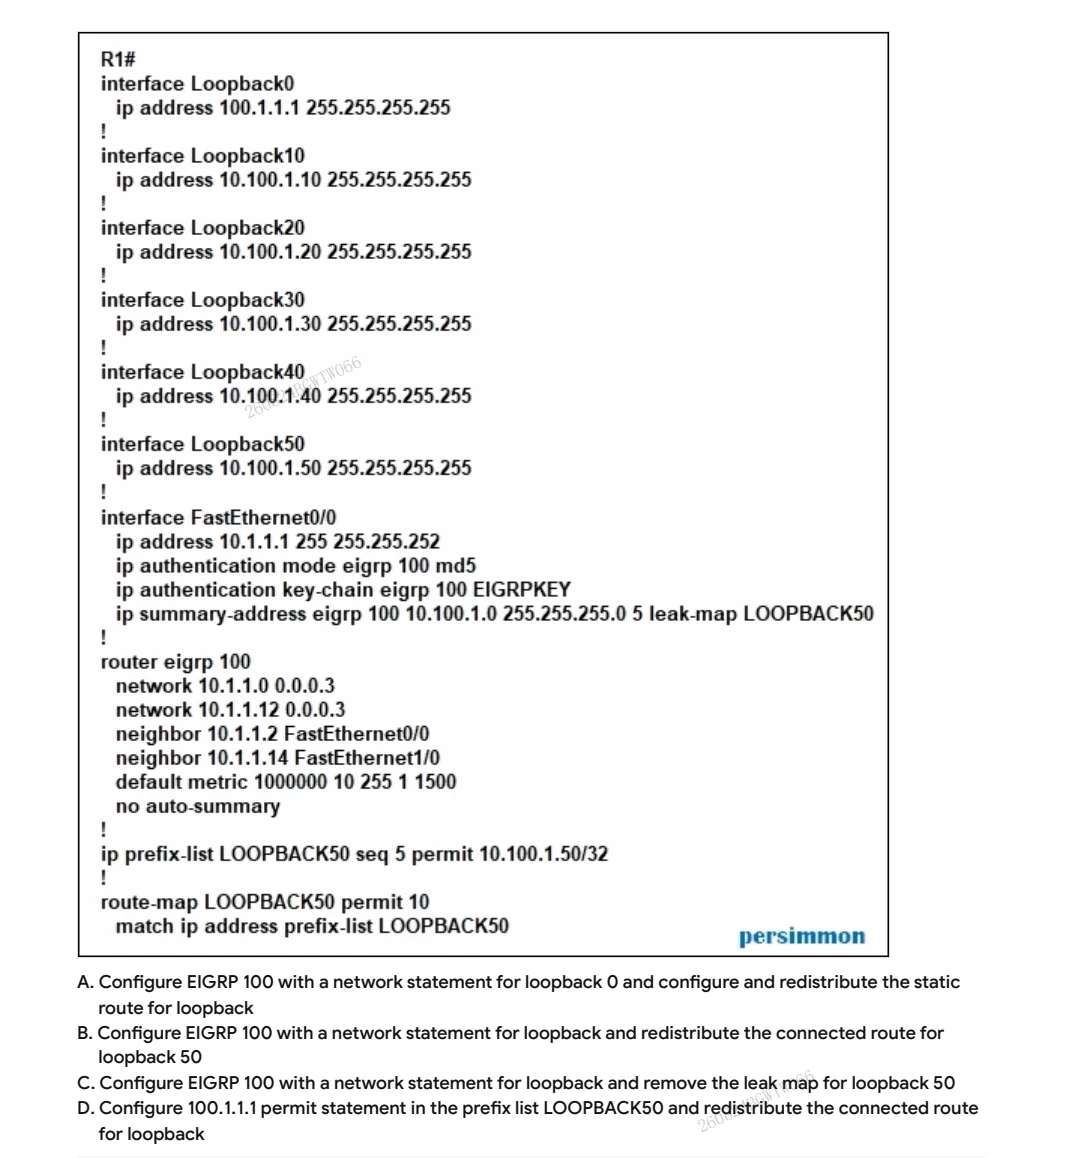 R1#
interface Loopback0
ip address 100.1.1.1 255.255.255.255
!
interface Loopback10
ip address 10.100.1.10 255.255.255.255
!
interface Loopback20
ip address 10.100.1.20 255.255.255.255
!
interface Loopback30
ip address 10.100.1.30 255.255.255.255
!
interface Loopback40
ip address 10.100.1.40 255.255.255.255
!
interface Loopback50
ip address 10.100.1.50 255.255.255.255
!
interface FastEthernet0/0
ip address 10.1.1.1 255 255.255.252
ip authentication mode eigrp 100 md5
ip authentication key-chain eigrp 100 EIGRPKEY
ip summary-address eigrp 100 10.100.1.0 255.255.255.0 5 leak-map LOOPBACK50
!
router eigrp 100
network 10.1.1.0 0.0.0.3
network 10.1.1.12 0.0.0.3
neighbor 10.1.1.2 FastEthernet0/0
neighbor 10.1.1.14 FastEthernet1/0
default metric 1000000 10 255 1 1500
no auto-summary
!
ip prefix-list LOOPBACK50 seq 5 permit 10.100.1.50/32
!
route-map LOOPBACK50 permit 10
match ip address prefix-list LOOPBACK50
persimmon
A. Configure EIGRP 100 with a network statement for loopback 0 and configure and redistribute the static
route for loopback
B. Configure EIGRP 100 with a network statement for loopback and redistribute the connected route for
loopback 50
C. Configure EIGRP 100 with a network statement for loopback and remove the leak map for loopback 50
D. Configure 100.1.1.1 permit statement in the prefix list LOOPBACK50 and redistribute the connected route
for loopback